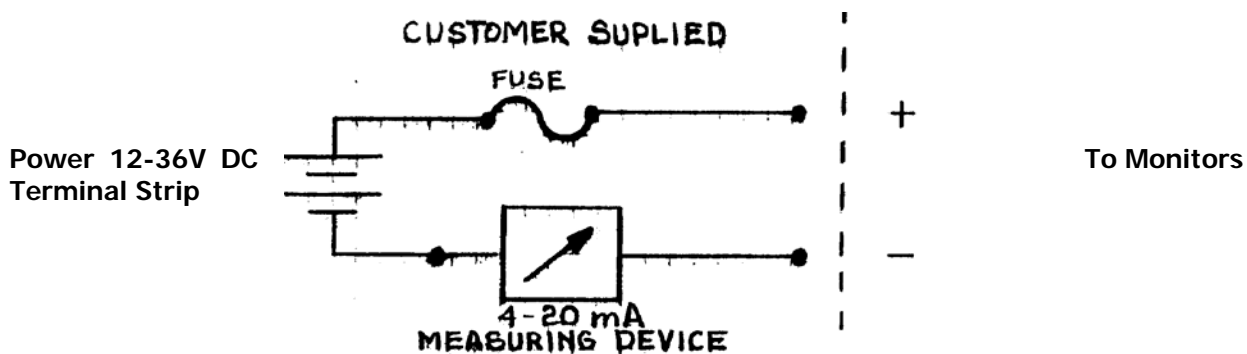 CUSTOMER SUPLIED
FUSE
+
Power 12-36V DC
Terminal Strip
To Monitors
−
4-20 mA
MEASURING DEVICE